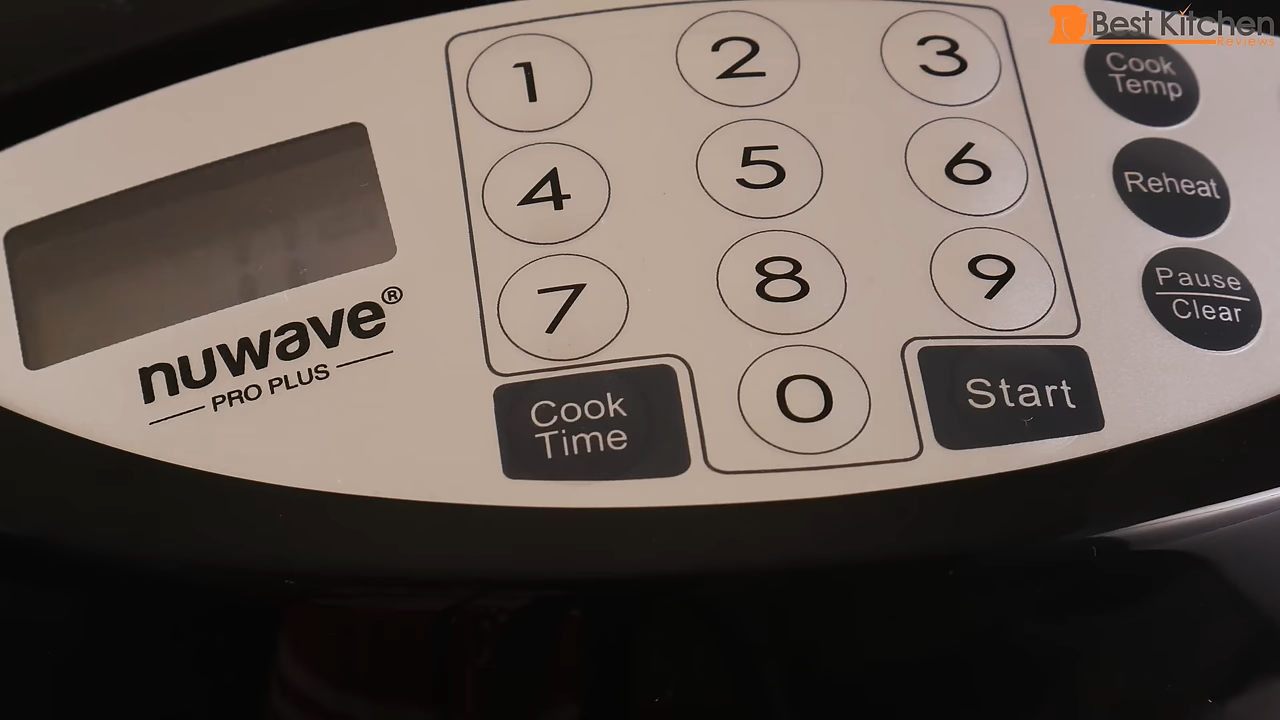 Best Kitchen
Reviews
1
2
3
Cook
Temp
4
5
6
Reheat
7
8
9
Pause
Clear
nuwave®
PRO PLUS
Cook
Time
0
Start